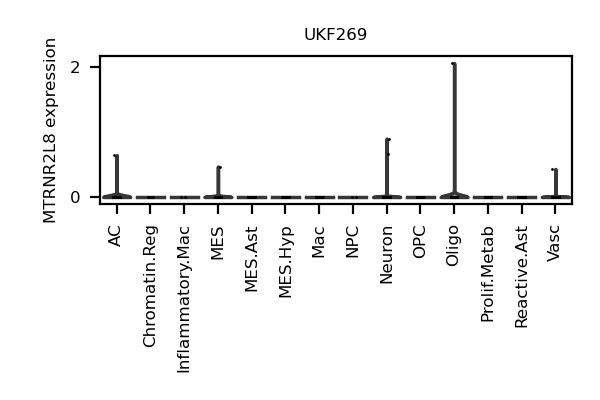 UKF269
MTRNR2L8 expression
2
0
AC
Chromatin.Reg
Inflammatory.Mac
MES
MES.Ast
MES.Hyp
Mac
NPC
Neuron
OPC
Oligo
Prolif.Metab
Reactive.Ast
Vasc